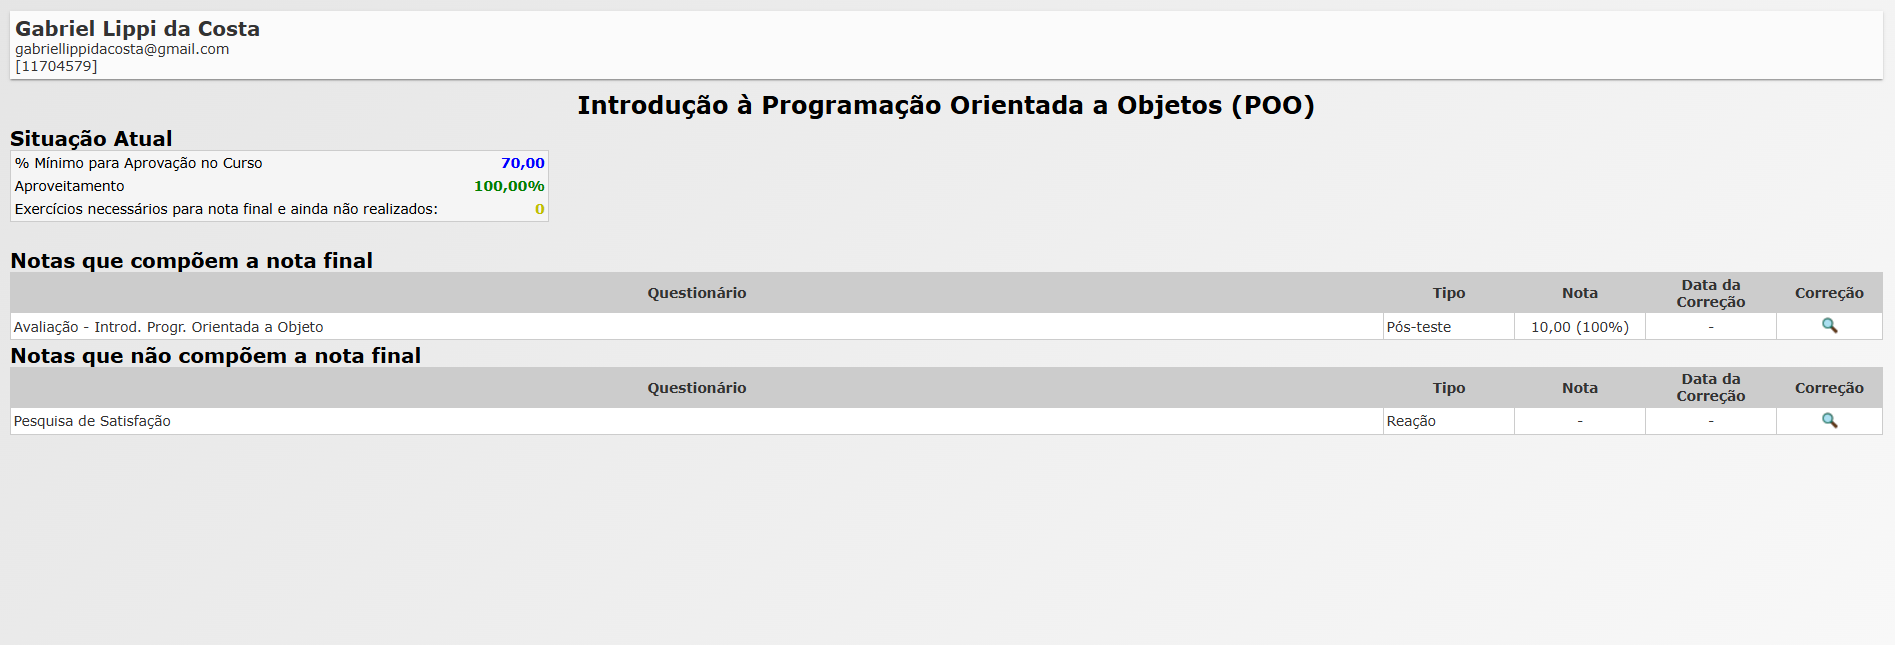 Gabriel Lippi da Costa
gabriellippidacosta@gmail.com
[11704579]
Introdução à Programação Orientada a Objetos (POO)
Situação Atual
% Mínimo para Aprovação no Curso 70,00
Aproveitamento 100,00%
Exercícios necessários para nota final e ainda não realizados: 0
Notas que compõem a nota final
Questionário Tipo Nota Data da Correção Correção
Avaliação - Introd. Progr. Orientada a Objeto Pós-teste 10,00 (100%) -
Notas que não compõem a nota final
Questionário Tipo Nota Data da Correção Correção
Pesquisa de Satisfação Reação - -